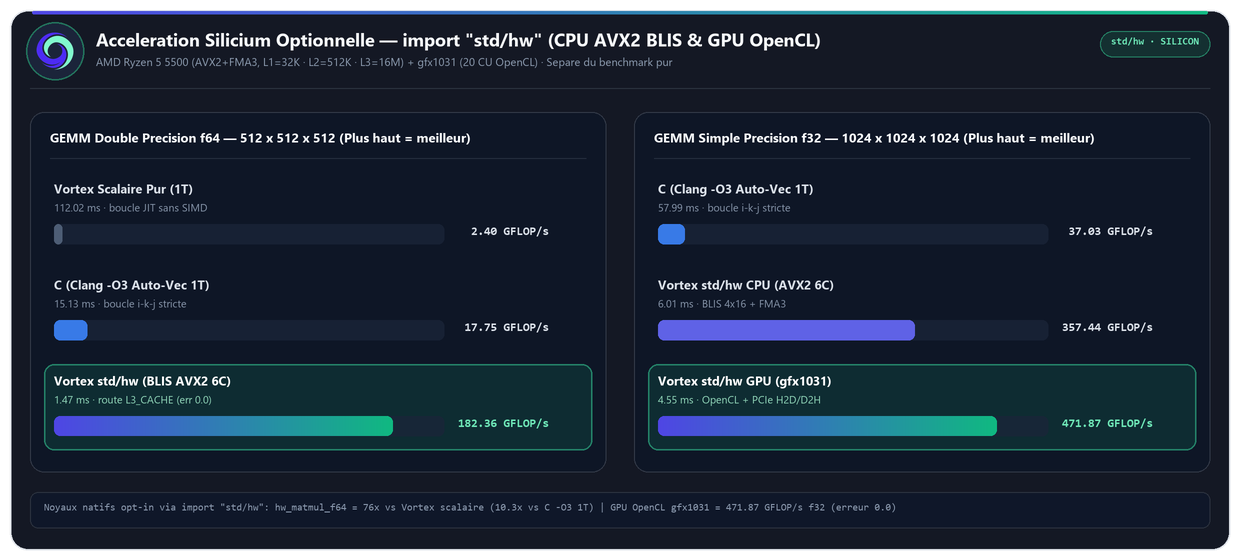 Acceleration Silicium Optionnelle — import "std/hw" (CPU AVX2 BLIS & GPU OpenCL)
AMD Ryzen 5 5500 (AVX2+FMA3, L1=32K · L2=512K · L3=16M) + gfx1031 (20 CU OpenCL) · Separe du benchmark pur
std/hw · SILICON
GEMM Double Precision f64 — 512 x 512 x 512 (Plus haut = meilleur)
Vortex Scalaire Pur (1T)
112.02 ms · boucle JIT sans SIMD
2.40 GFLOP/s
C (Clang -O3 Auto-Vec 1T)
15.13 ms · boucle i-k-j stricte
17.75 GFLOP/s
Vortex std/hw (BLIS AVX2 6C)
1.47 ms · route L3_CACHE (err 0.0)
182.36 GFLOP/s
GEMM Simple Precision f32 — 1024 x 1024 x 1024 (Plus haut = meilleur)
C (Clang -O3 Auto-Vec 1T)
57.99 ms · boucle i-k-j stricte
37.03 GFLOP/s
Vortex std/hw CPU (AVX2 6C)
6.01 ms · BLIS 4x16 + FMA3
357.44 GFLOP/s
Vortex std/hw GPU (gfx1031)
4.55 ms · OpenCL + PCIe H2D/D2H
471.87 GFLOP/s
Noyaux natifs opt-in via import "std/hw": hw_matmul_f64 = 76x vs Vortex scalaire (10.3x vs C -O3 1T) | GPU OpenCL gfx1031 = 471.87 GFLOP/s f32 (erreur 0.0)